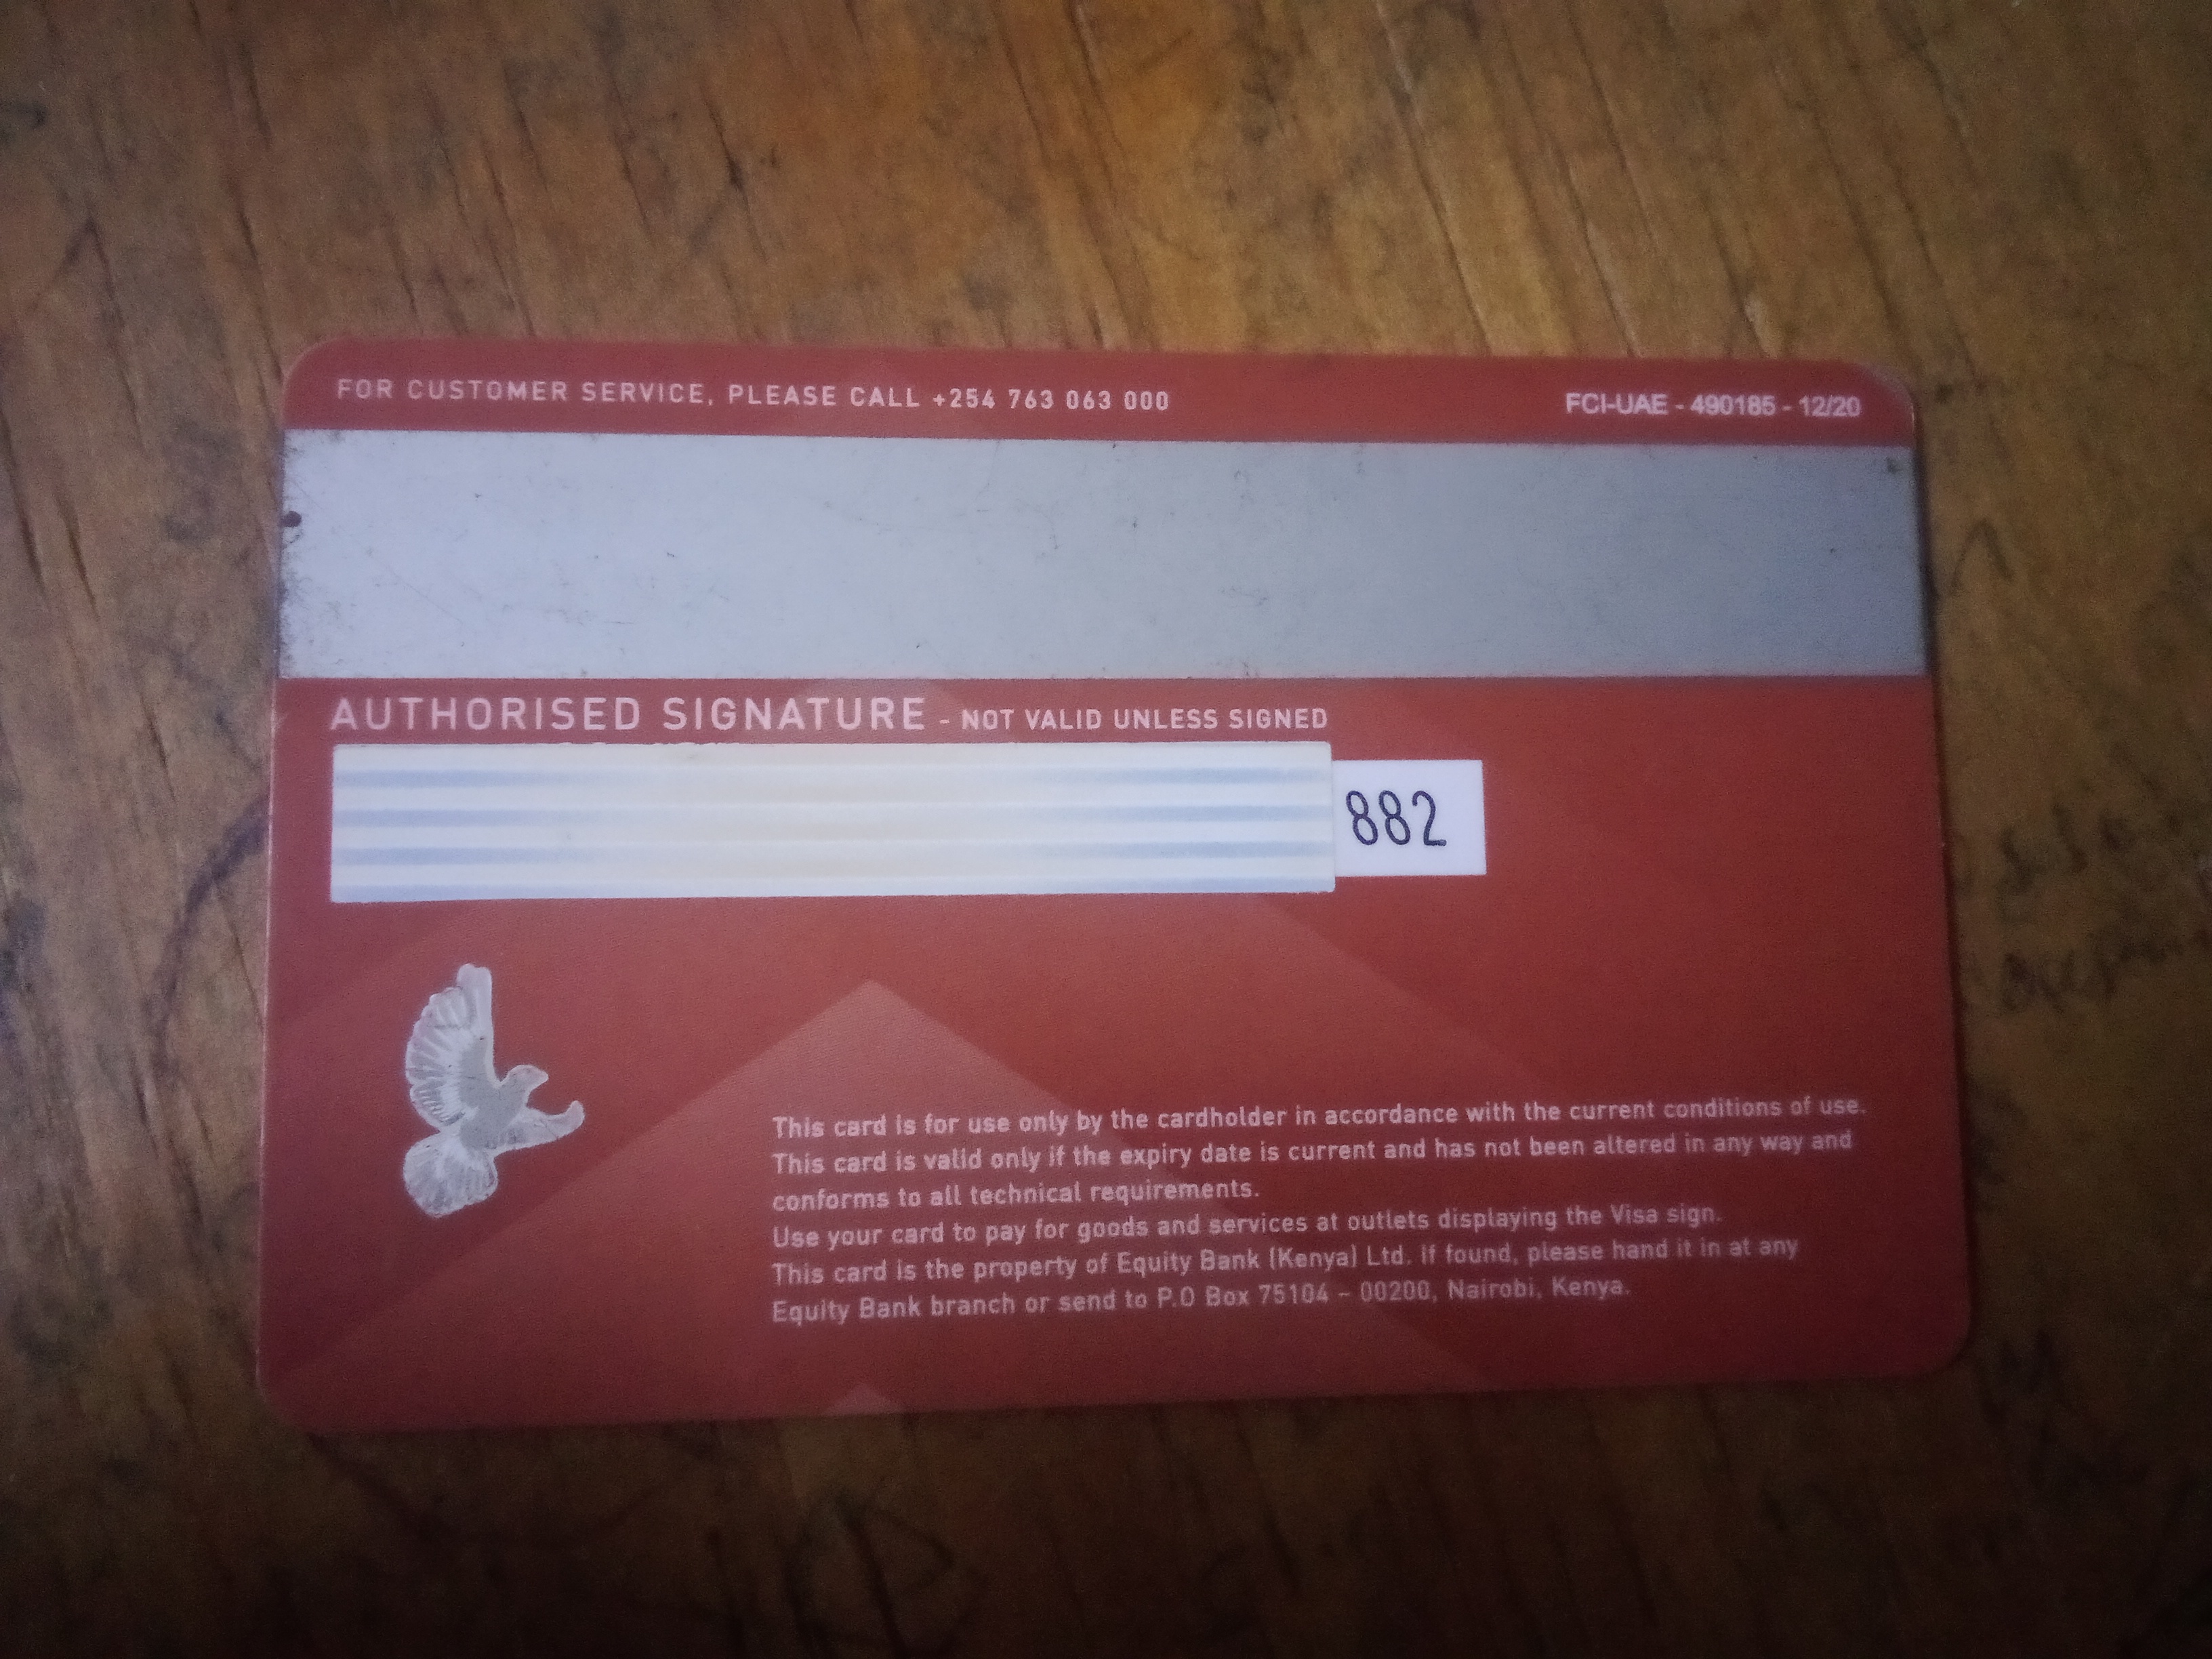 FOR CUSTOMER SERVICE, PLEASE CALL +254 763 063 000
FCI-UAE - 490185 - 12/20
AUTHORISED SIGNATURE - NOT VALID UNLESS SIGNED
882
This card is for use only by the cardholder in accordance with the current conditions of use.
This card is valid only if the expiry date is current and has not been altered in any way and
conforms to all technical requirements.
Use your card to pay for goods and services at outlets displaying the Visa sign.
This card is the property of Equity Bank (Kenya) Ltd. If found, please hand it in at any
Equity Bank branch or send to P.O Box 75104 – 00200, Nairobi, Kenya.